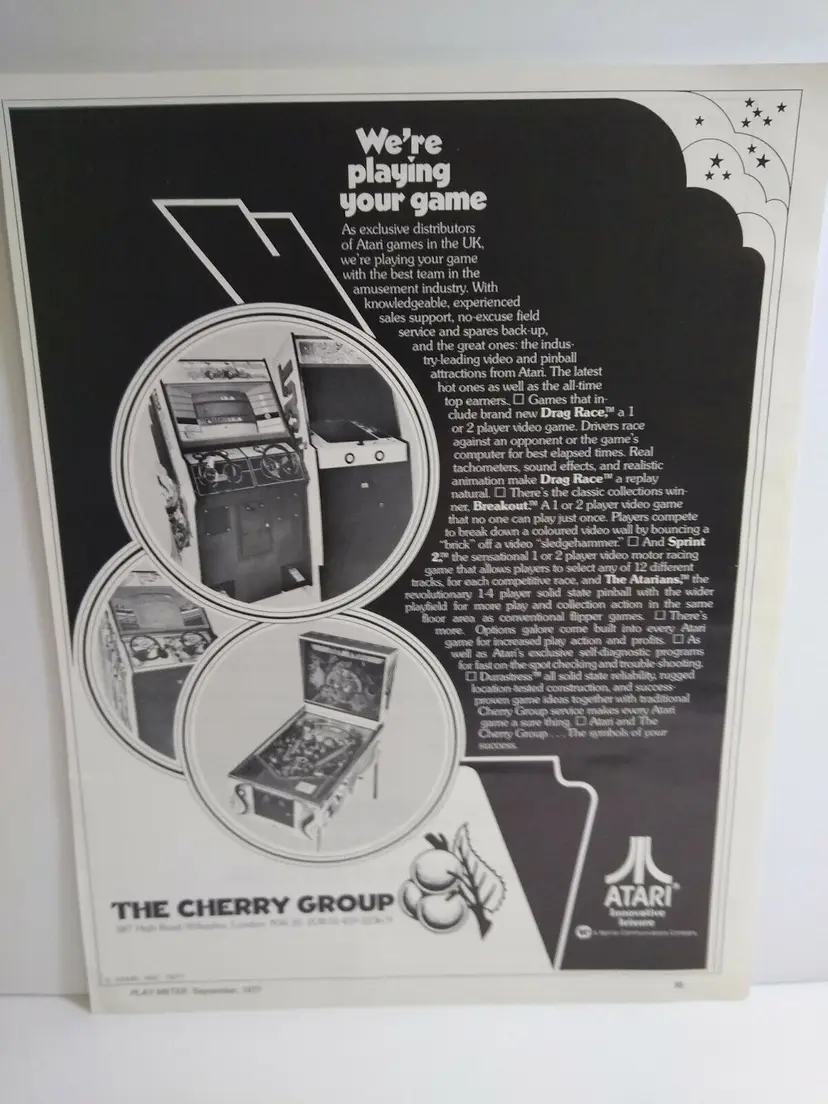 We're
playing
your game
As exclusive distributors
of Atari games in the UK,
we're playing your game
with the best team in the
amusement industry. With
knowledgeable, experienced
sales support, no-excuse field
service and spares back-up,
and the great ones: the indus-
try-leading video and pinball
attractions from Atari. The latest
hot ones as well as the all-time
top earners. □ Games that in-
clude brand new Drag Race,™ a 1
or 2 player video game. Drivers race
against an opponent or the game's
computer for best elapsed times. Real
tachometers, sound effects, and realistic
animation make Drag Race™ a replay
natural. □ There's the classic collections win-
ner, Breakout.™ A 1 or 2 player video game
that no one can play just once. Players compete
to break down a coloured video wall by bouncing a
"brick" off a video "sledgehammer." □ And Sprint
2,™ the sensational 1 or 2 player video motor racing
game that allows players to select any of 12 different
tracks, for each competitive race, and The Atarians,™ the
revolutionary 1-4 player solid state pinball with the wider
playfield for more play and collection action in the same
floor area as conventional flipper games. □ There's
more. Options galore come built into every Atari
game for increased play action and profits. □ As
well as Atari's exclusive self-diagnostic programs
for fast on-the-spot checking and trouble-shooting.
□ Durastress™ all solid state reliability, rugged
location-tested construction, and success-
proven game ideas together with traditional
Cherry Group service makes every Atari
game a sure thing. □ Atari and The
Cherry Group . . . The symbols of your
success.
THE CHERRY GROUP
High Road, Willesden, London
ATARI®
Innovative
leisure
A Warner Communications Company
© ATARI INC. 1977
PLAY METER, September, 1977